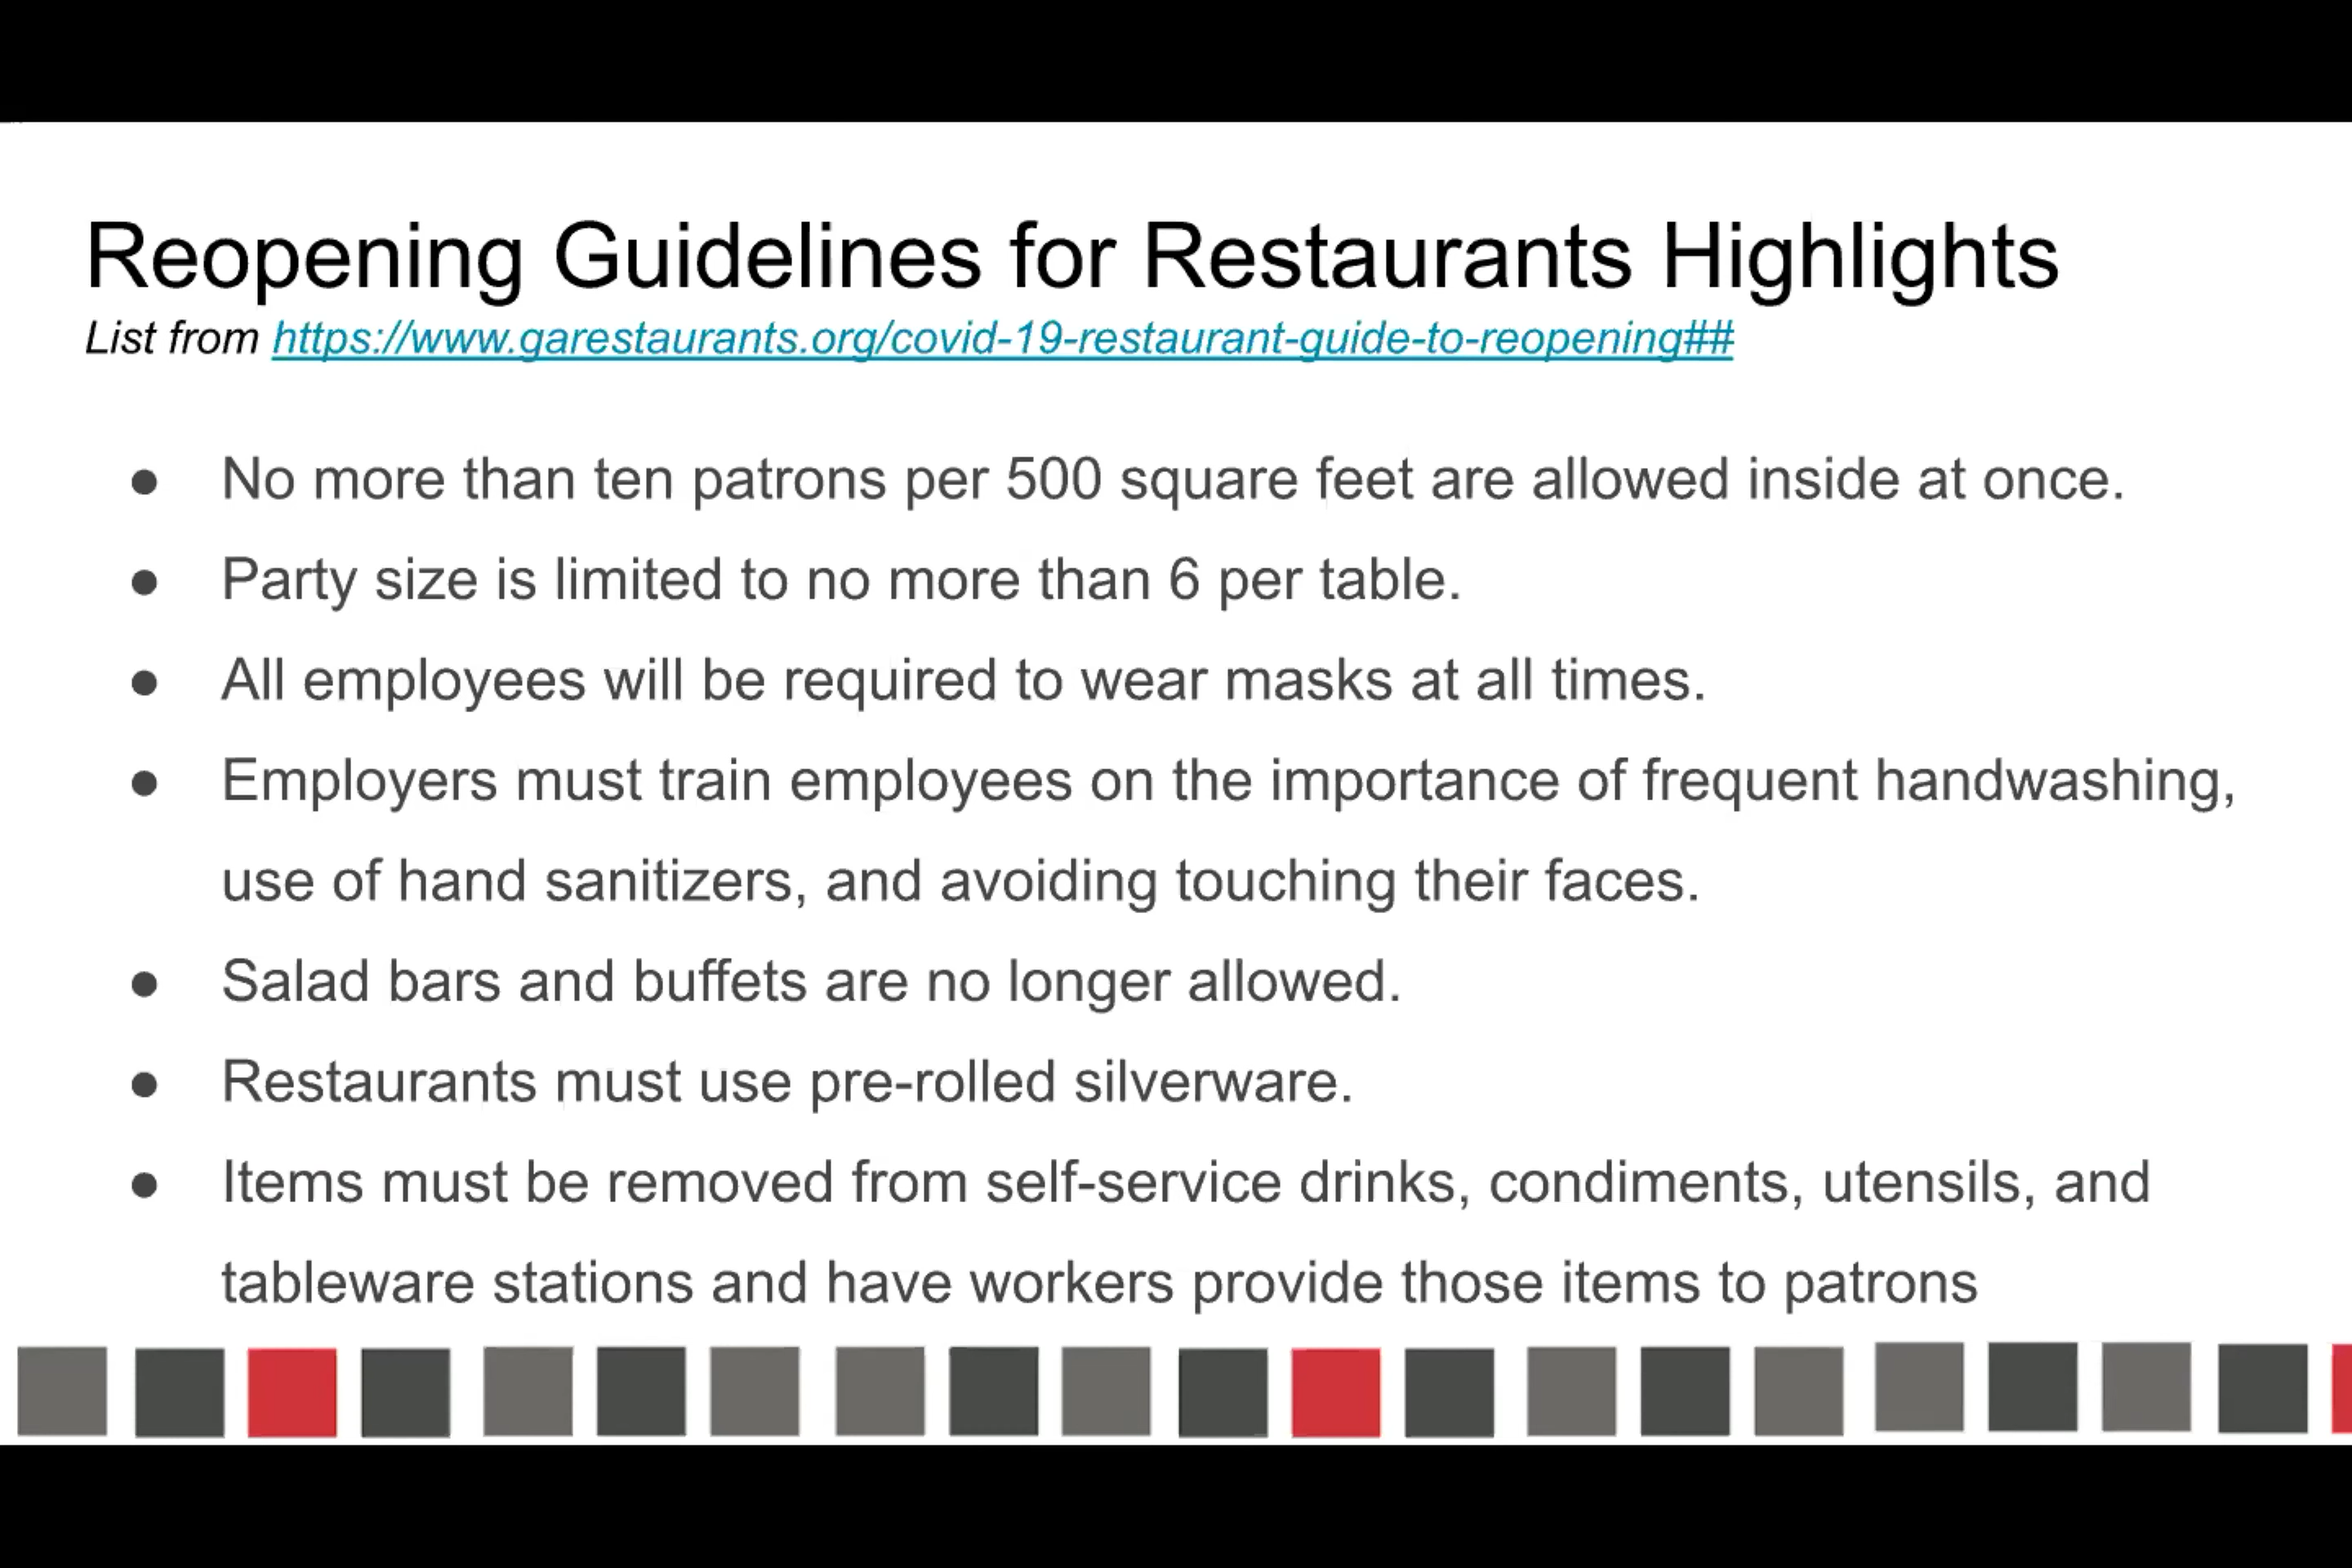 Reopening Guidelines for Restaurants Highlights
List from https://www.garestaurants.org/covid-19-restaurant-guide-to-reopening##
● No more than ten patrons per 500 square feet are allowed inside at once.
● Party size is limited to no more than 6 per table.
● All employees will be required to wear masks at all times.
● Employers must train employees on the importance of frequent handwashing,
use of hand sanitizers, and avoiding touching their faces.
● Salad bars and buffets are no longer allowed.
● Restaurants must use pre-rolled silverware.
● Items must be removed from self-service drinks, condiments, utensils, and
tableware stations and have workers provide those items to patrons